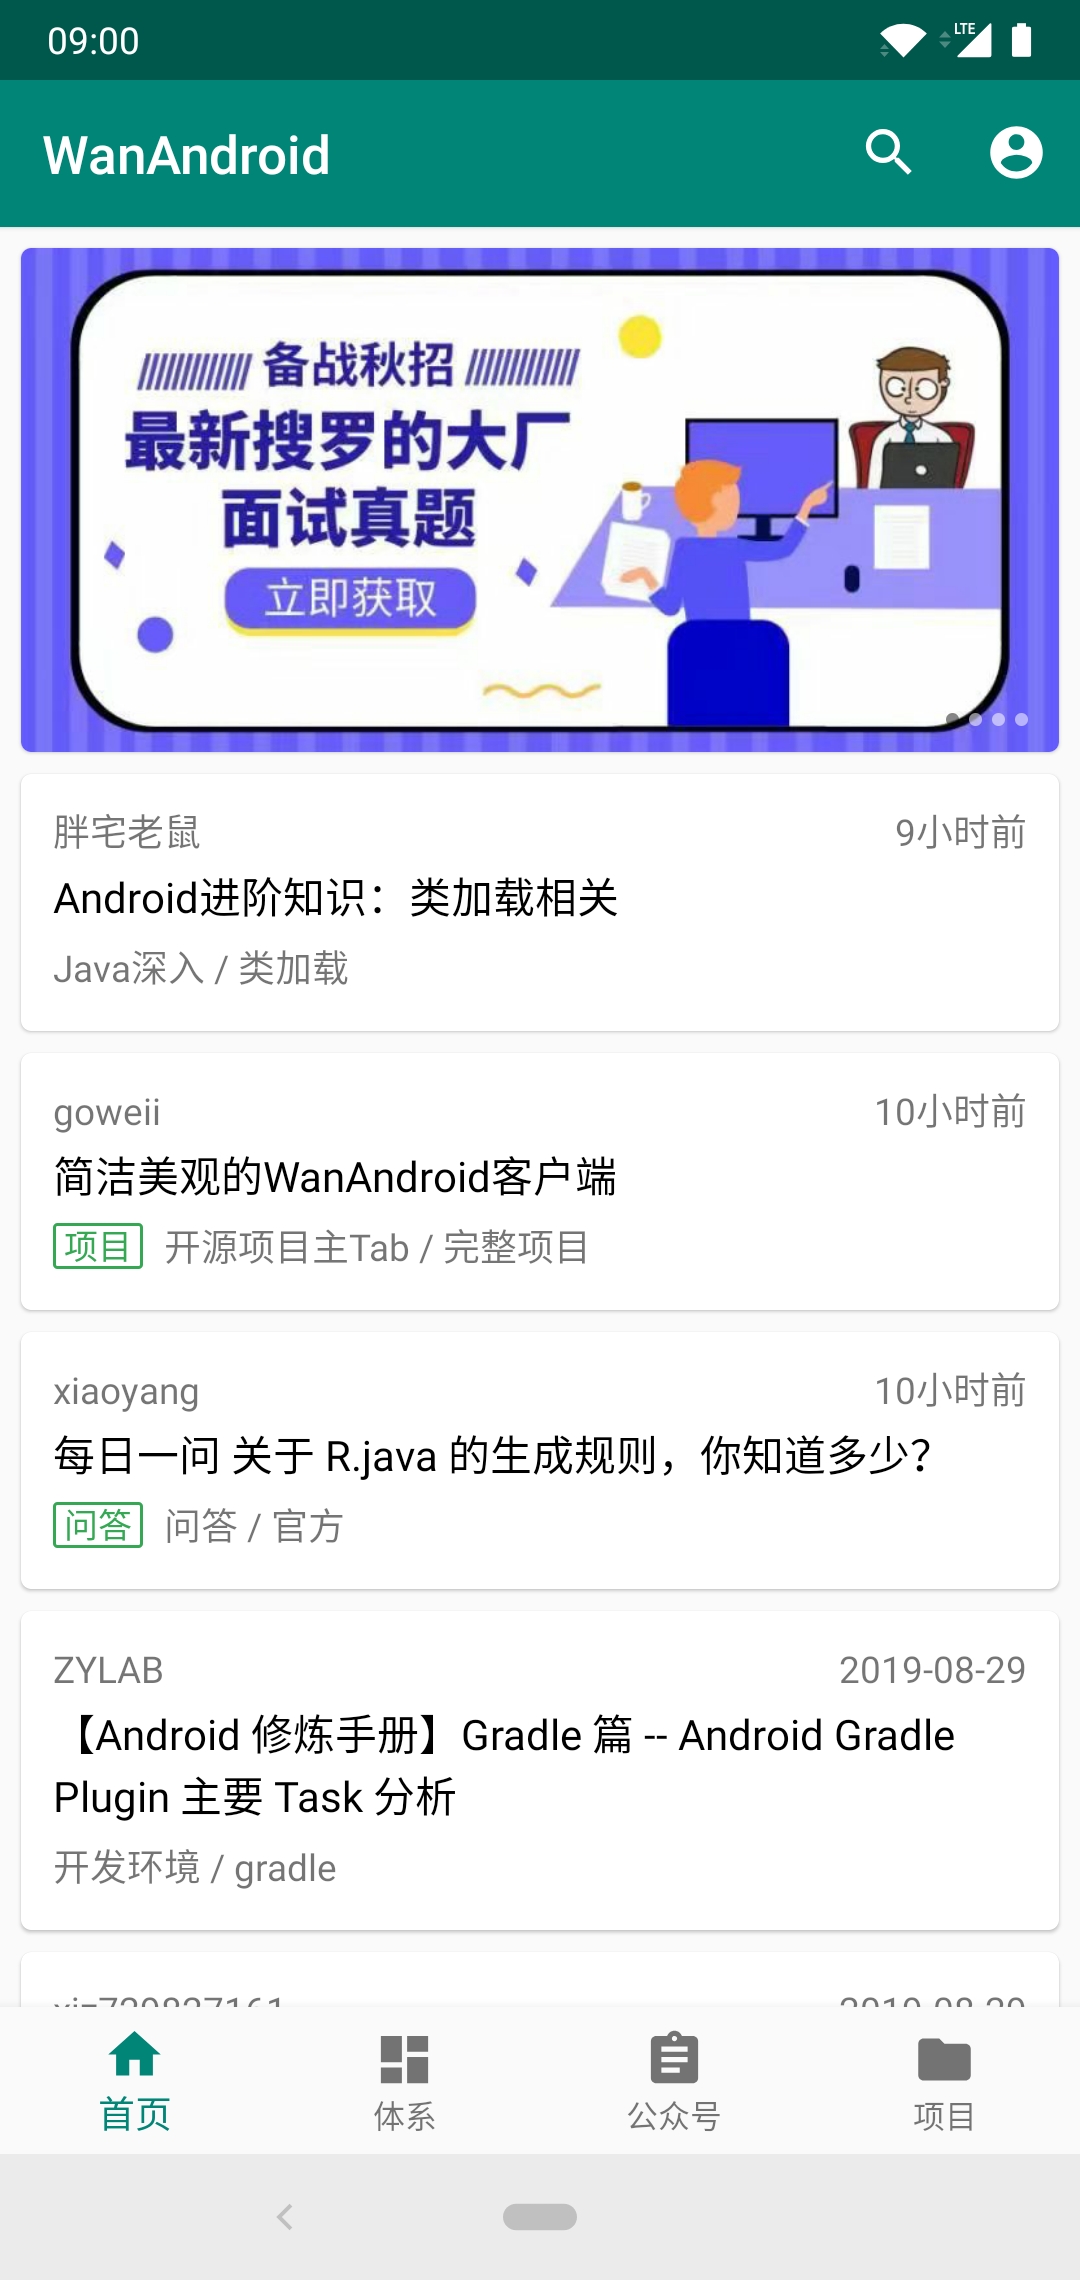 09:00
LTE
WanAndroid
备战秋招
最新搜罗的大厂
面试真题
立即获取
胖宅老鼠 9小时前
Android进阶知识：类加载相关
Java深入 / 类加载
goweii 10小时前
简洁美观的WanAndroid客户端
项目 开源项目主Tab / 完整项目
xiaoyang 10小时前
每日一问 关于 R.java 的生成规则，你知道多少？
问答 问答 / 官方
ZYLAB 2019-08-29
【Android 修炼手册】Gradle 篇 -- Android Gradle
Plugin 主要 Task 分析
开发环境 / gradle
2019-08-29
首页 体系 公众号 项目